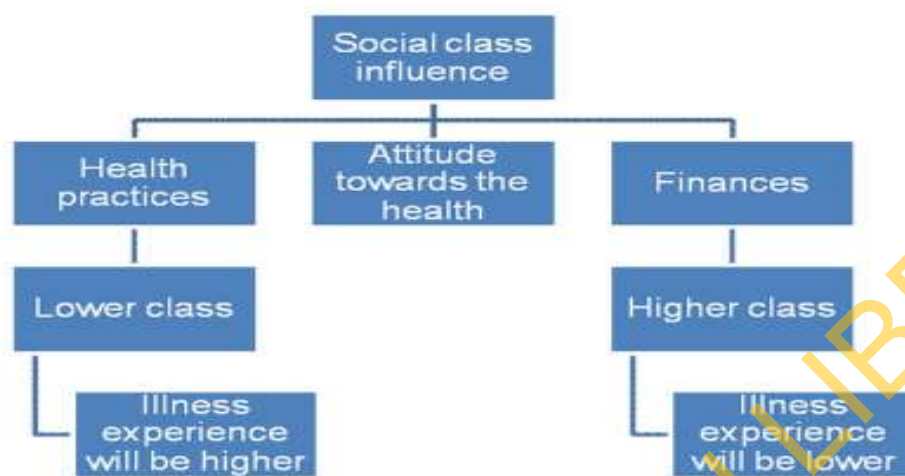 Social class
influence
Health
practices
Attitude
towards the
health
Finances
Lower class
Higher class
Illness
experience
will be higher
Illness
experience
will be lower